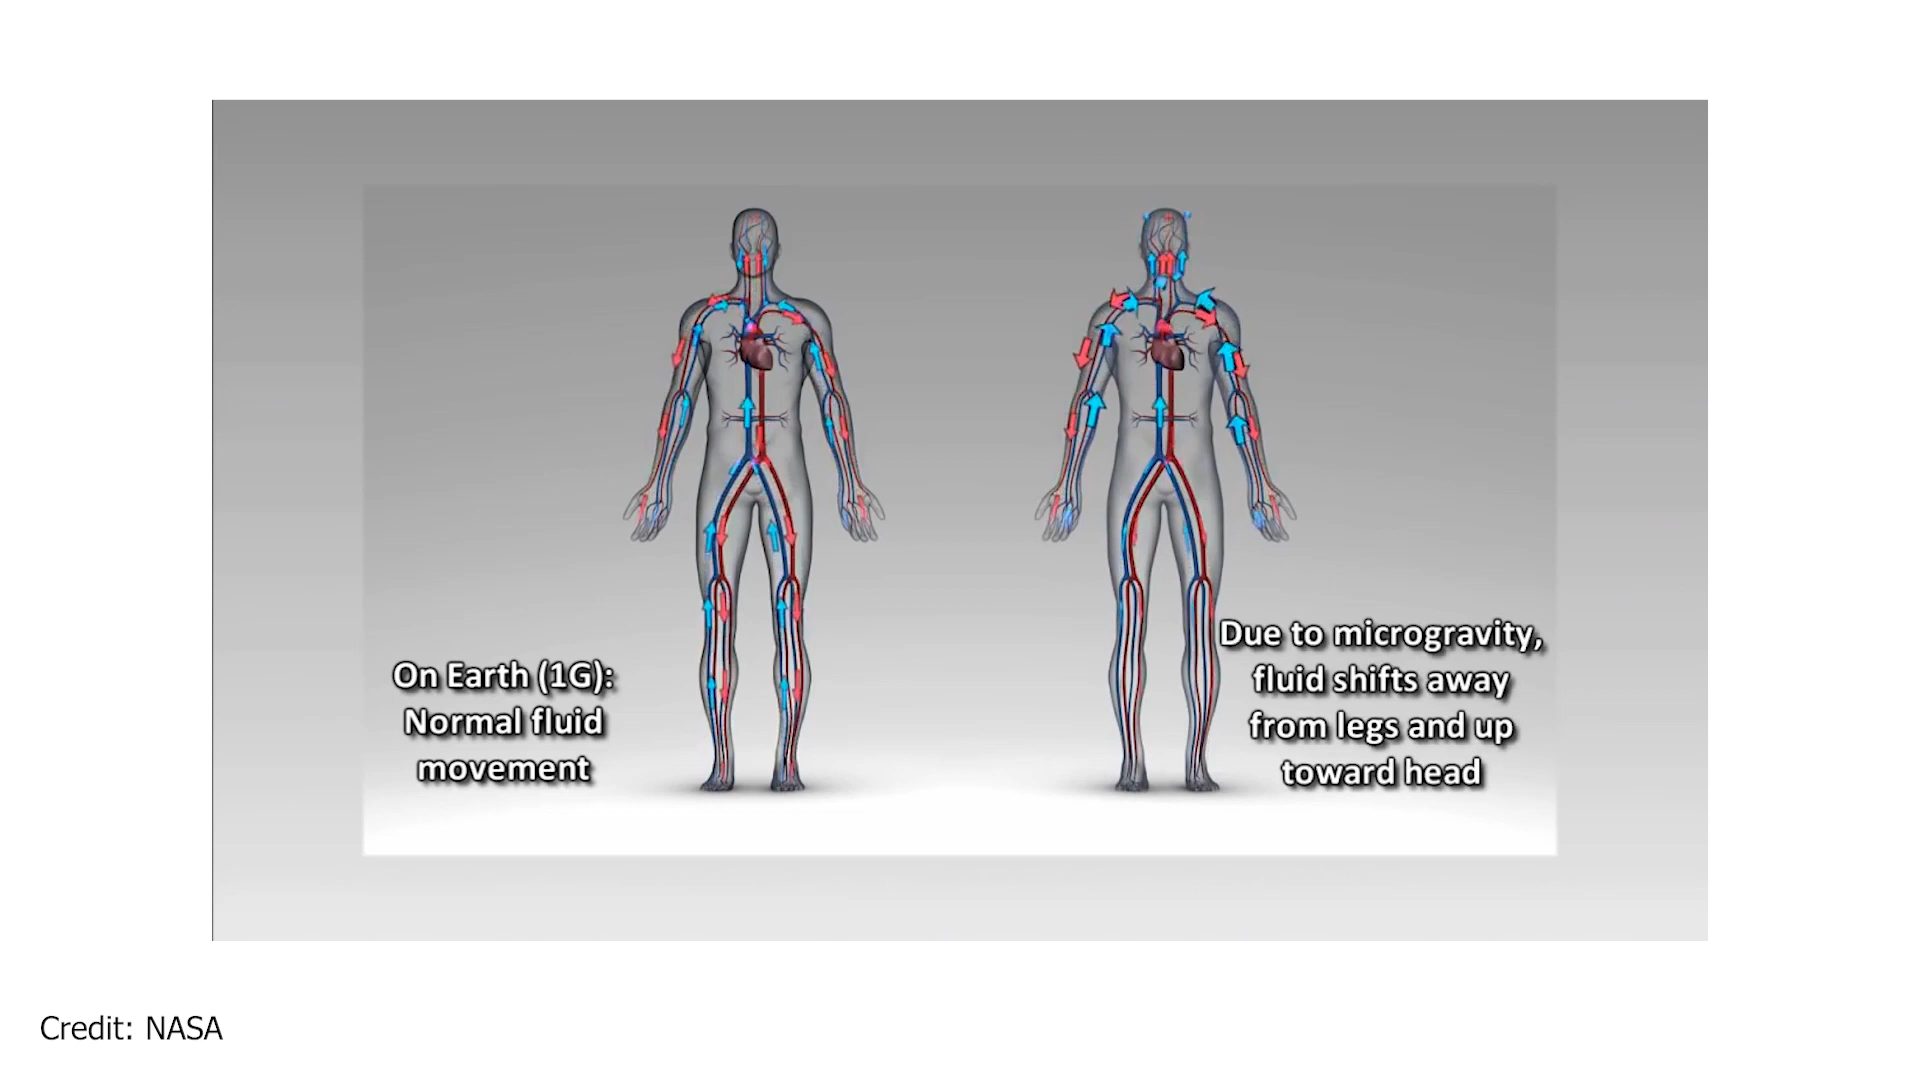 On Earth (1G):
Normal fluid
movement
Due to microgravity,
fluid shifts away
from legs and up
toward head
Credit: NASA